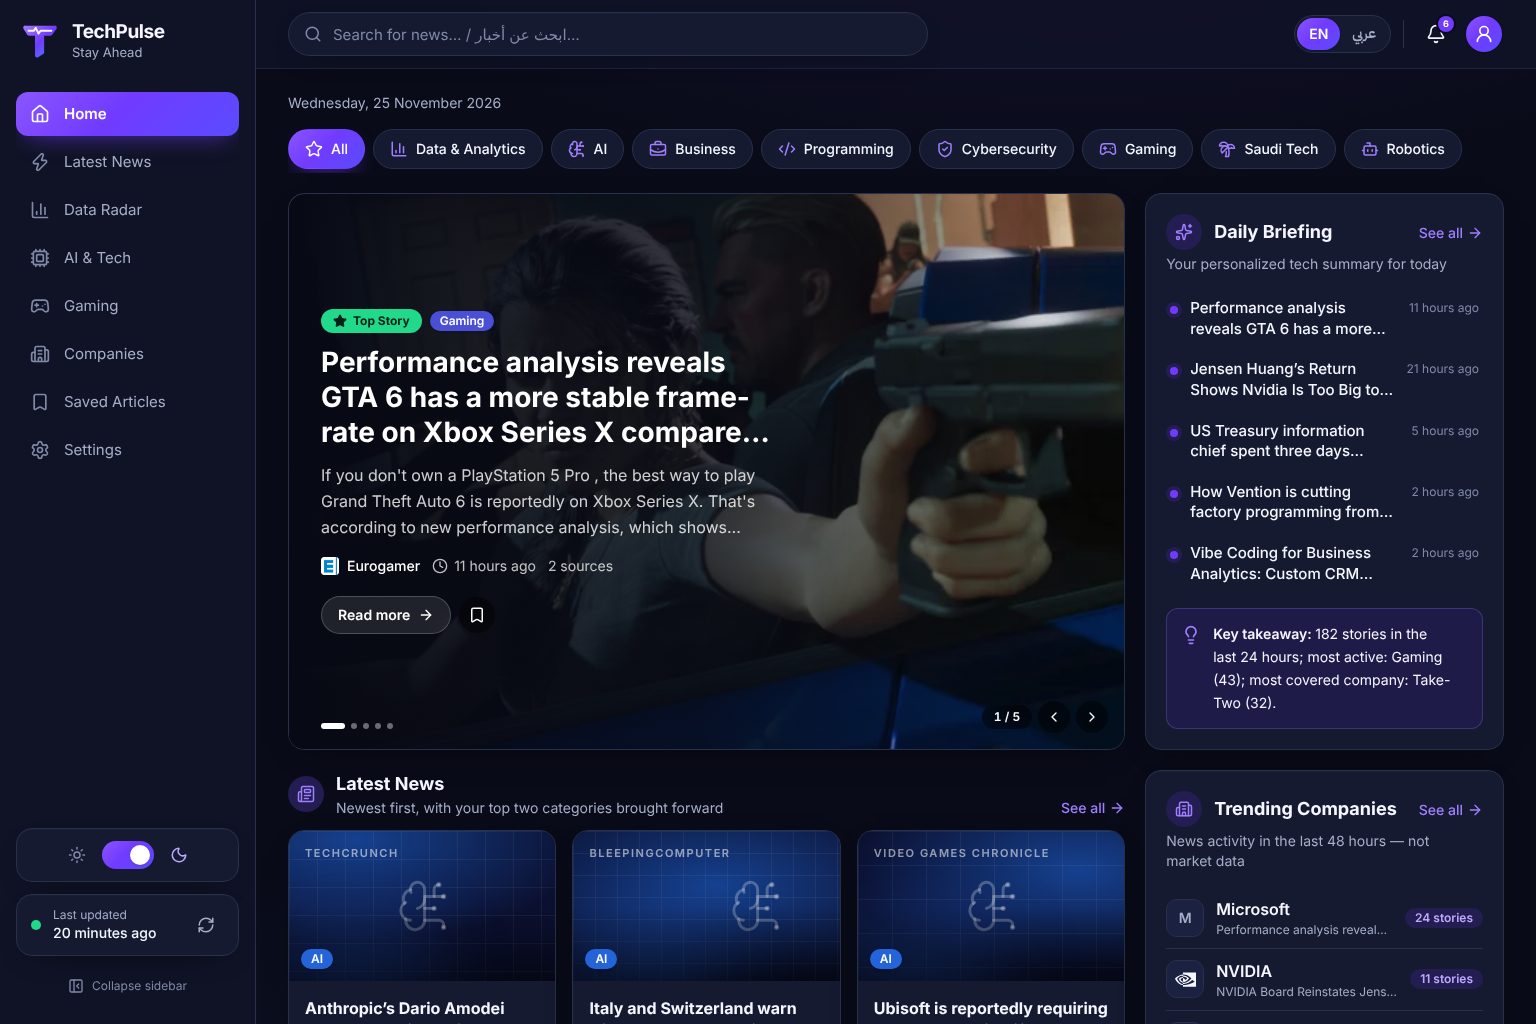 TechPulse
Stay Ahead
Home
Latest News
Data Radar
AI & Tech
Gaming
Companies
Saved Articles
Settings
Last updated
20 minutes ago
Collapse sidebar
Search for news... / ابحث عن أخبار...
EN
عربي
6
Wednesday, 25 November 2026
All
Data & Analytics
AI
Business
Programming
Cybersecurity
Gaming
Saudi Tech
Robotics
Top Story
Gaming
Performance analysis reveals
GTA 6 has a more stable frame-
rate on Xbox Series X compare...
If you don't own a PlayStation 5 Pro , the best way to play
Grand Theft Auto 6 is reportedly on Xbox Series X. That's
according to new performance analysis, which shows...
E Eurogamer 11 hours ago 2 sources
Read more
1 / 5
Daily Briefing
See all
Your personalized tech summary for today
Performance analysis
reveals GTA 6 has a more...
11 hours ago
Jensen Huang’s Return
Shows Nvidia Is Too Big to...
21 hours ago
US Treasury information
chief spent three days...
5 hours ago
How Vention is cutting
factory programming from...
2 hours ago
Vibe Coding for Business
Analytics: Custom CRM...
2 hours ago
Key takeaway: 182 stories in the
last 24 hours; most active: Gaming
(43); most covered company: Take-
Two (32).
Latest News
Newest first, with your top two categories brought forward
See all
TECHCRUNCH
AI
Anthropic’s Dario Amodei
BLEEPINGCOMPUTER
AI
Italy and Switzerland warn
VIDEO GAMES CHRONICLE
AI
Ubisoft is reportedly requiring
Trending Companies
See all
News activity in the last 48 hours — not
market data
M
Microsoft
Performance analysis reveal...
24 stories
NVIDIA
NVIDIA Board Reinstates Jens...
11 stories